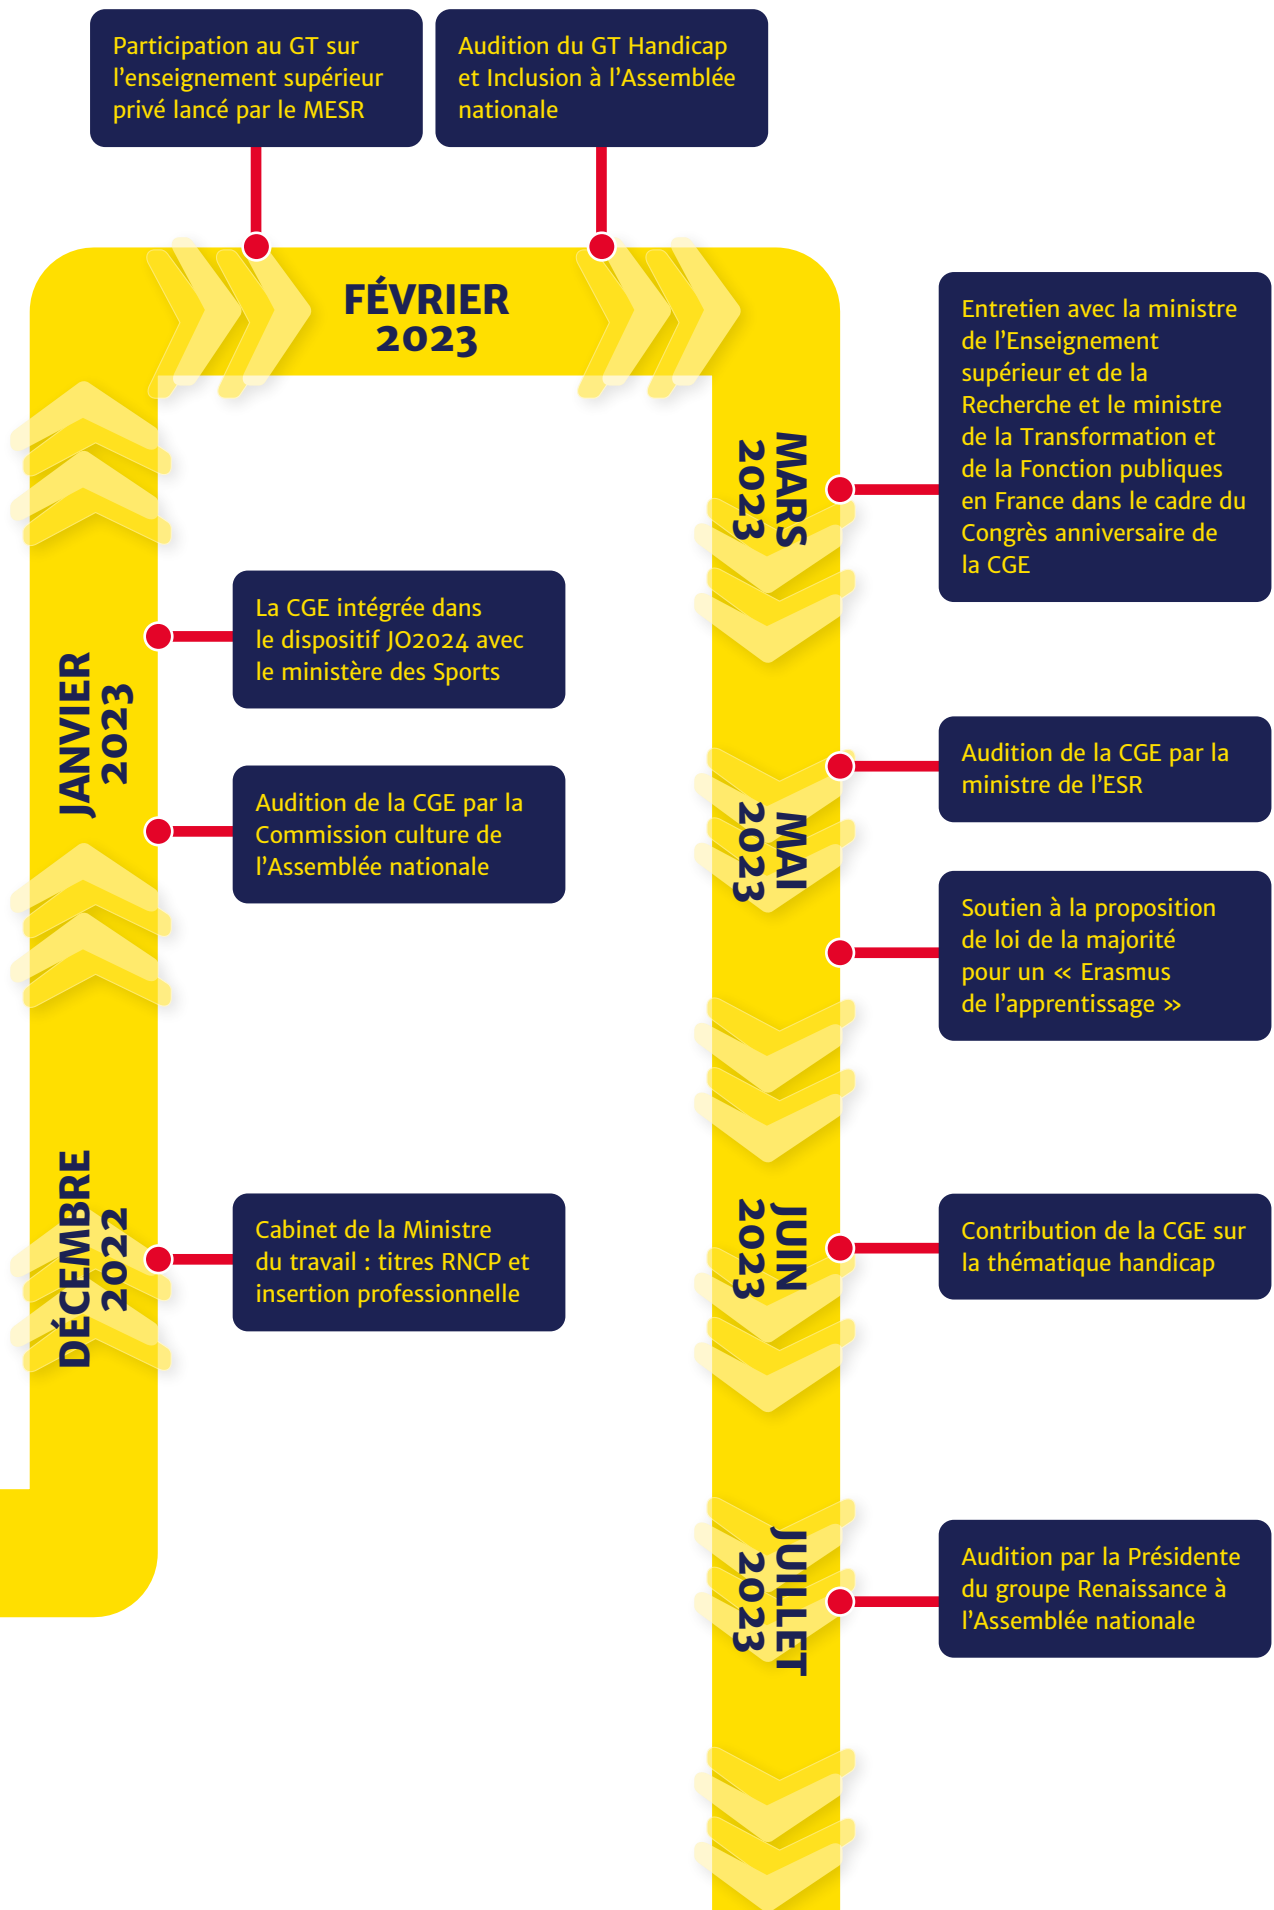 Participation au GT sur
l’enseignement supérieur
privé lancé par le MESR
Audition du GT Handicap
et Inclusion à l’Assemblée
nationale
FÉVRIER
2023
Entretien avec la ministre
de l’Enseignement
supérieur et de la
Recherche et le ministre
de la Transformation et
de la Fonction publiques
en France dans le cadre du
Congrès anniversaire de
la CGE
MARS
2023
La CGE intégrée dans
le dispositif JO2024 avec
le ministère des Sports
JANVIER
2023
Audition de la CGE par la
Commission culture de
l’Assemblée nationale
Audition de la CGE par la
ministre de l’ESR
MAI
2023
Soutien à la proposition
de loi de la majorité
pour un « Erasmus
de l’apprentissage »
DÉCEMBRE
2022
Cabinet de la Ministre
du travail : titres RNCP et
insertion professionnelle
JUIN
2023
Contribution de la CGE sur
la thématique handicap
JUILLET
2023
Audition par la Présidente
du groupe Renaissance à
l’Assemblée nationale